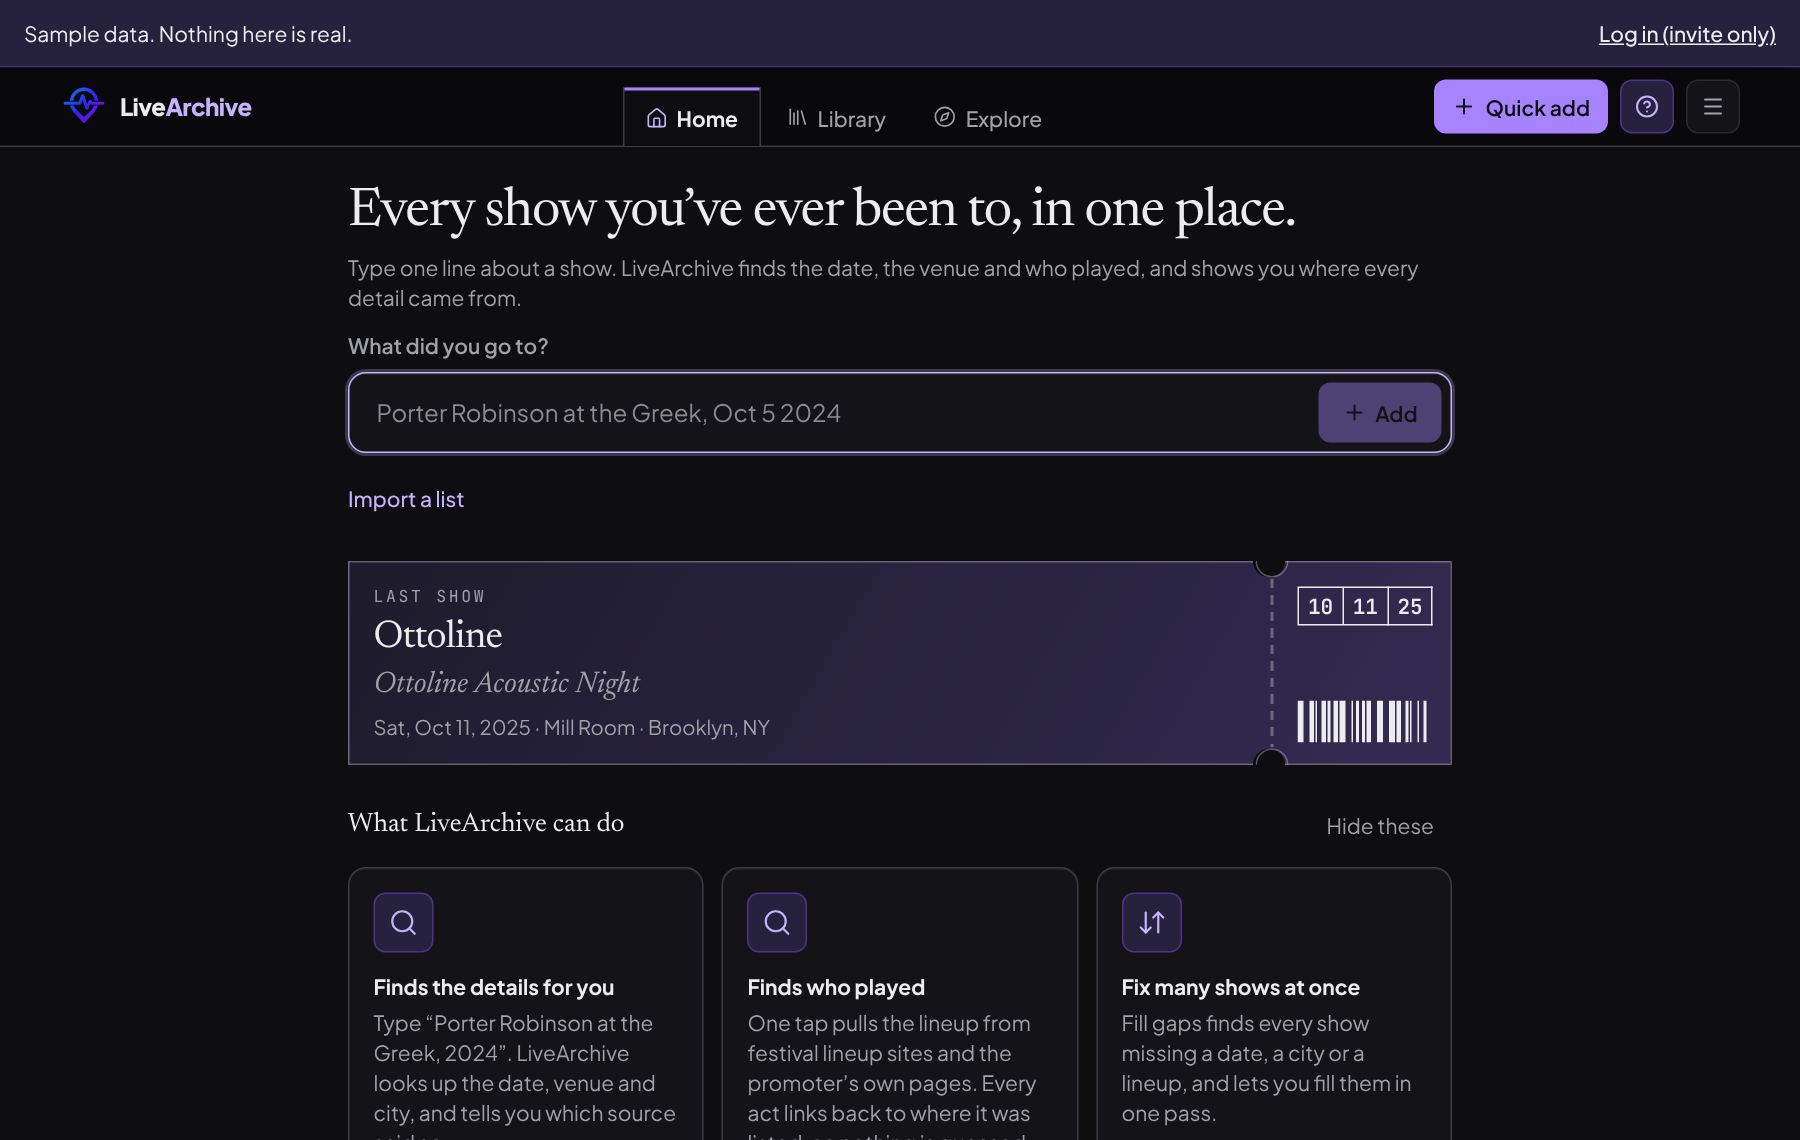 Sample data. Nothing here is real.
Log in (invite only)
LiveArchive
Home
Library
Explore
Quick add
Every show you’ve ever been to, in one place.
Type one line about a show. LiveArchive finds the date, the venue and who played, and shows you where every
detail came from.
What did you go to?
Porter Robinson at the Greek, Oct 5 2024
Add
Import a list
LAST SHOW
10 11 25
Ottoline
Ottoline Acoustic Night
Sat, Oct 11, 2025 · Mill Room · Brooklyn, NY
What LiveArchive can do
Hide these
Finds the details for you
Type “Porter Robinson at the
Greek, 2024”. LiveArchive
looks up the date, venue and
city, and tells you which source
Finds who played
One tap pulls the lineup from
festival lineup sites and the
promoter’s own pages. Every
act links back to where it was
Fix many shows at once
Fill gaps finds every show
missing a date, a city or a
lineup, and lets you fill them in
one pass.